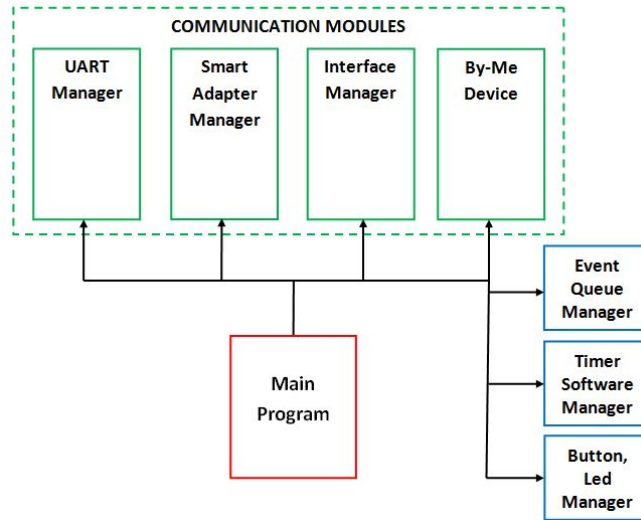 COMMUNICATION MODULES
UART
Manager
Smart
Adapter
Manager
Interface
Manager
By-Me
Device
Event
Queue
Manager
Main
Program
Timer
Software
Manager
Button,
Led
Manager